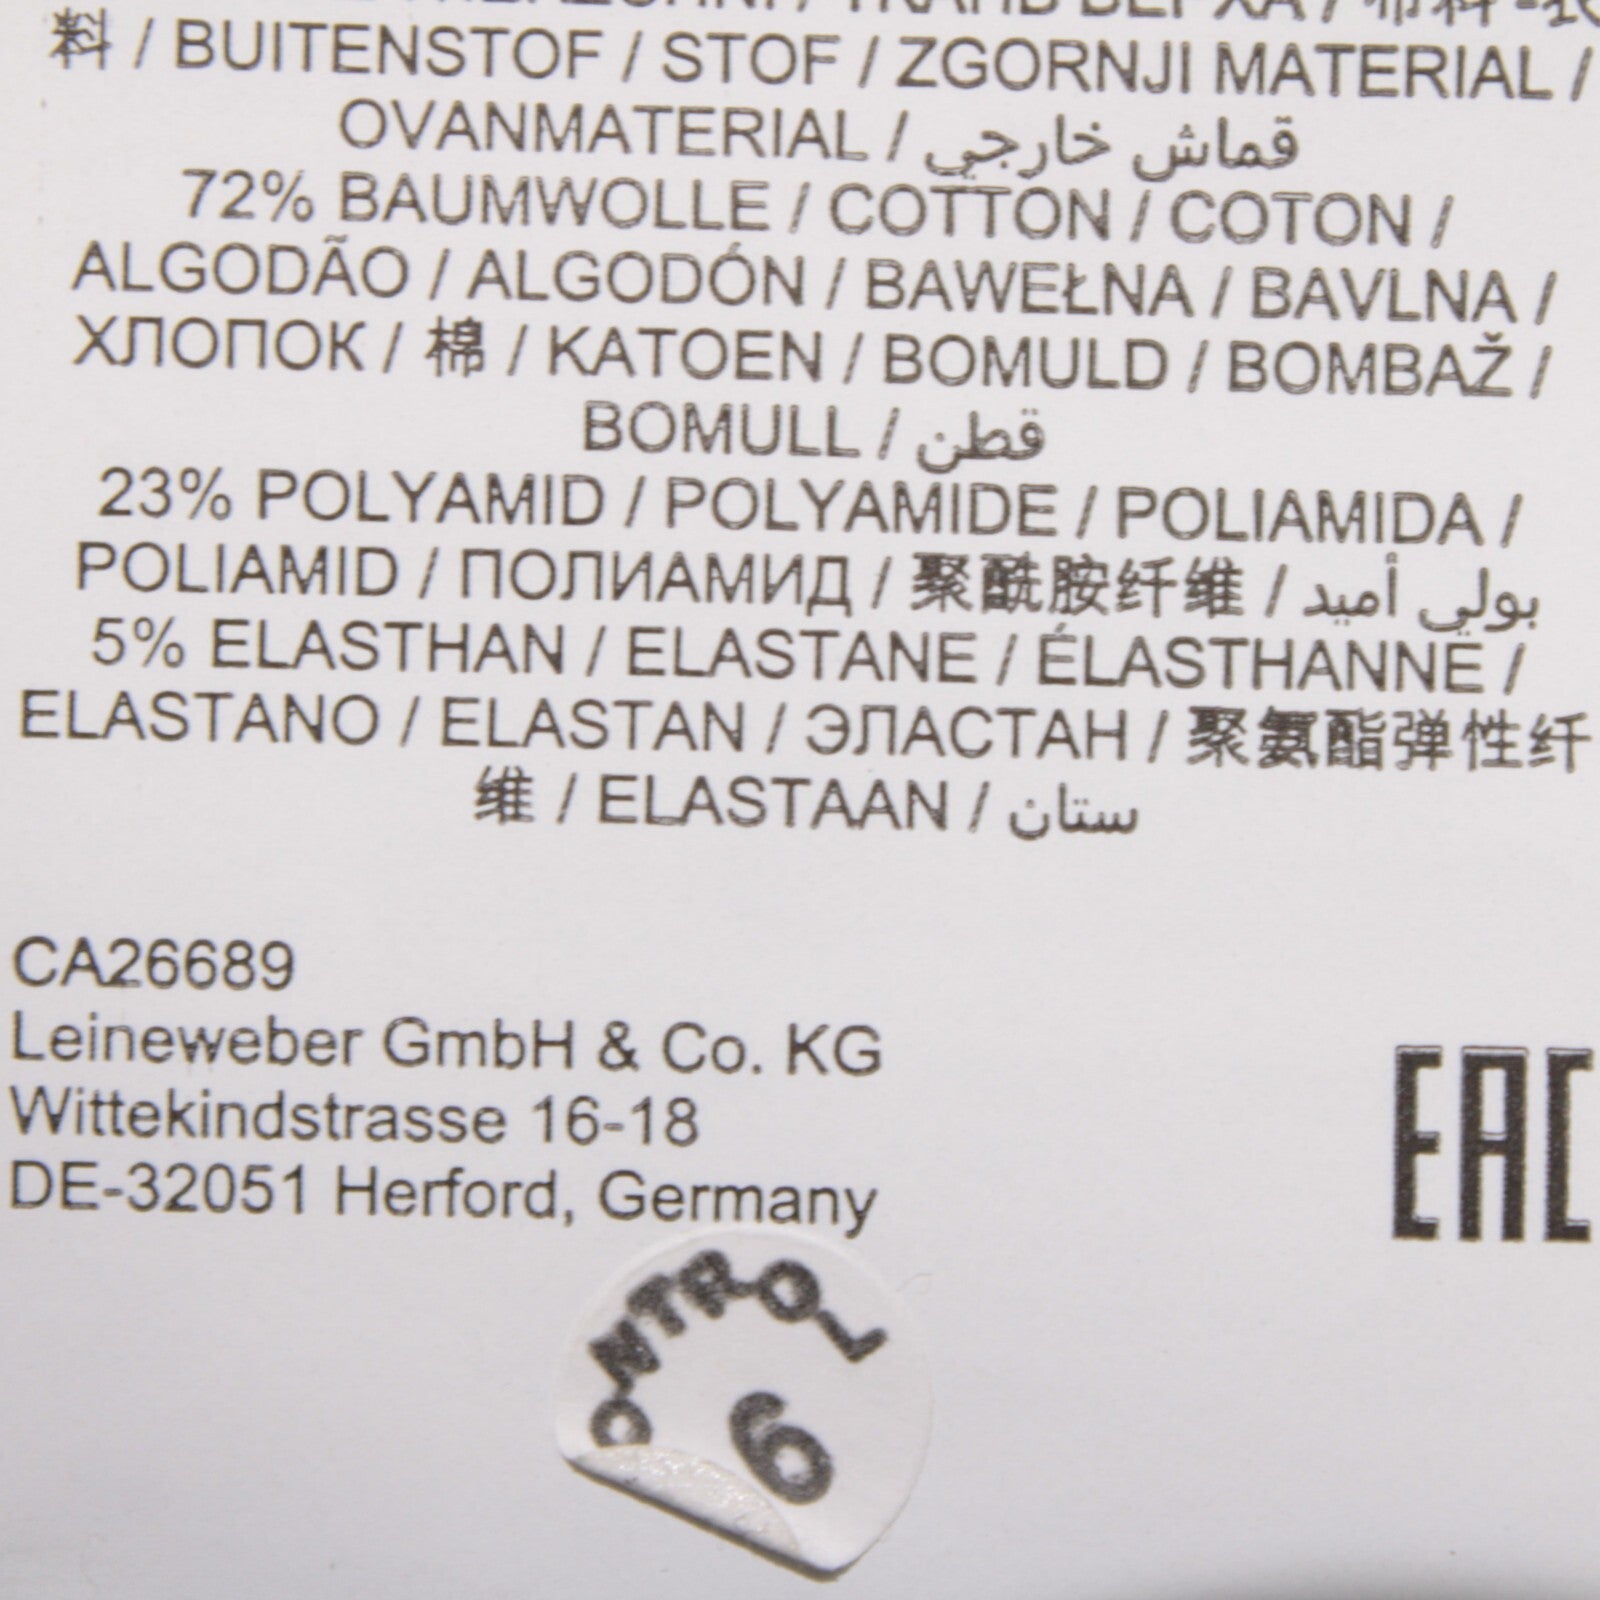 料 / BUITENSTOF / STOF / ZGORNJI MATERIAL /
OVANMATERIAL / قماش خارجي
72% BAUMWOLLE / COTTON / COTON /
ALGODÃO / ALGODÓN / BAWEŁNA / BAVLNA /
ХЛОПОК / 棉 / KATOEN / BOMULD / BOMBAŽ /
BOMULL / قطن
23% POLYAMID / POLYAMIDE / POLIAMIDA /
POLIAMID / ПОЛИАМИД / 聚酰胺纤维 / بولي أميد
5% ELASTHAN / ELASTANE / ÉLASTHANNE /
ELASTANO / ELASTAN / ЭЛАСТАН / 聚氨酯弹性纤
维 / ELASTAAN / ستان
CA26689
Leineweber GmbH & Co. KG
Wittekindstrasse 16-18
DE-32051 Herford, Germany
EAC
ONTROL
6